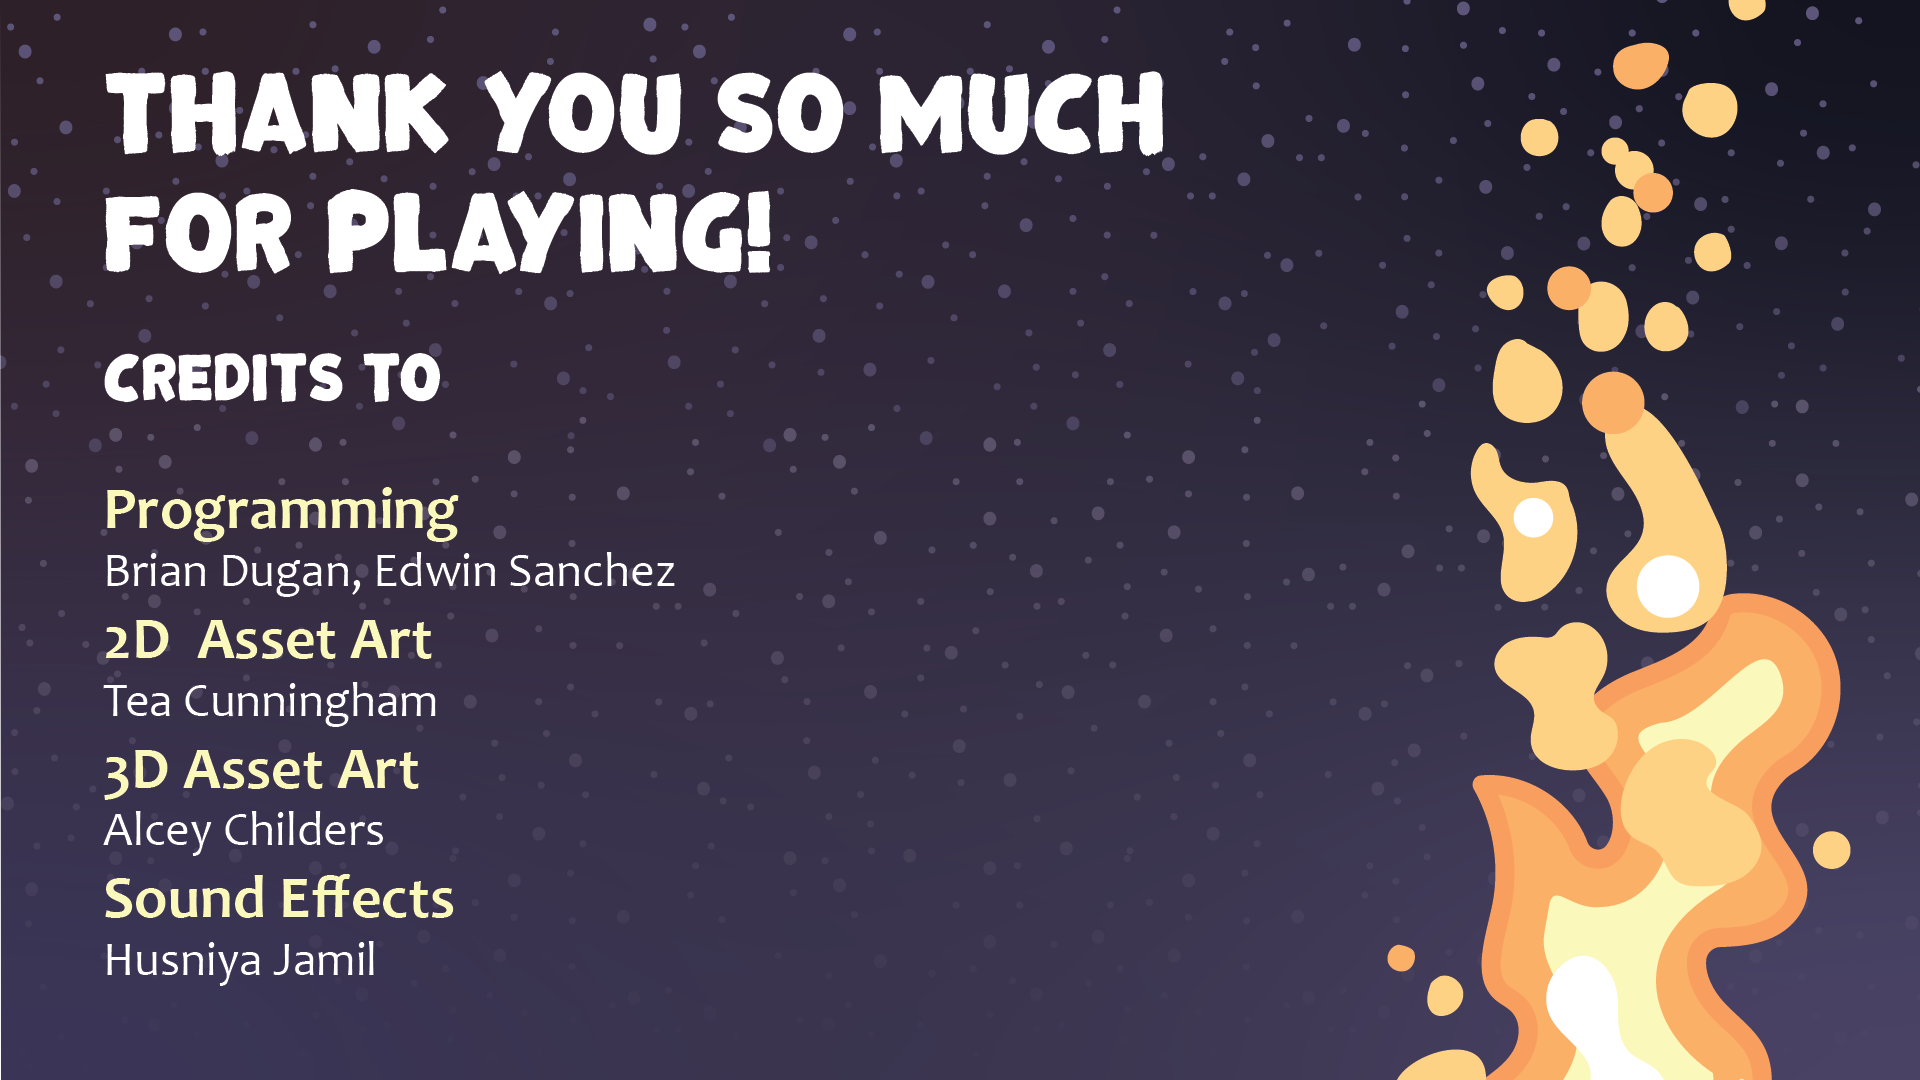 THANK YOU SO MUCH
FOR PLAYING!
CREDITS TO
Programming
Brian Dugan, Edwin Sanchez
2D Asset Art
Tea Cunningham
3D Asset Art
Alcey Childers
Sound Effects
Husniya Jamil